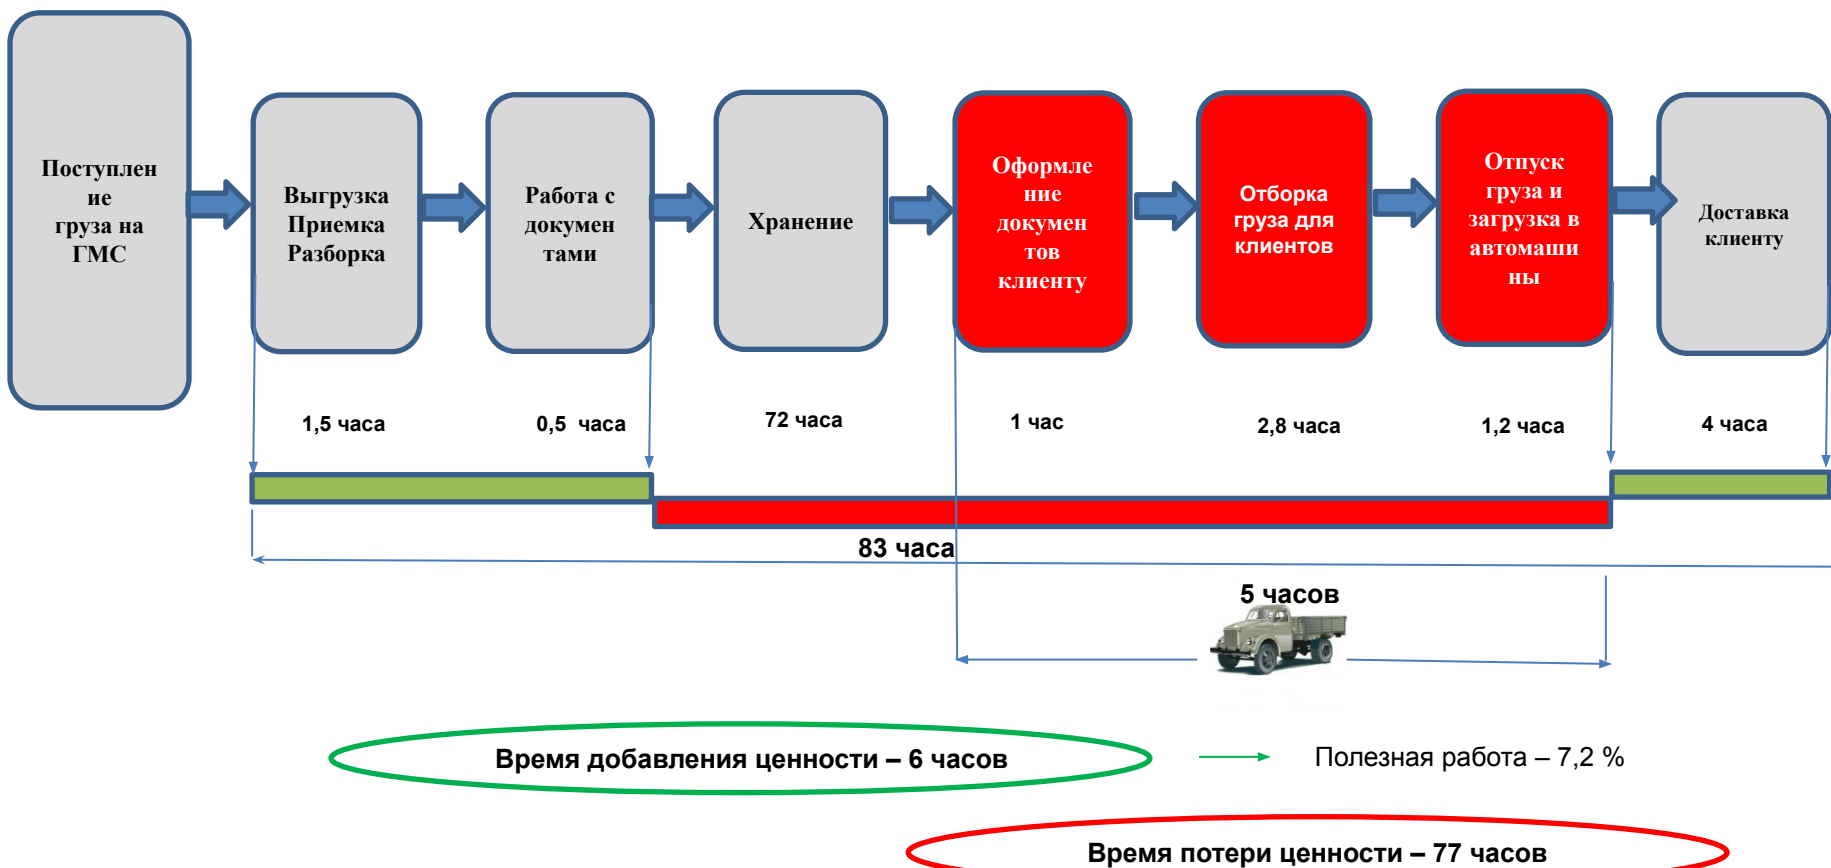 Поступлен
ие
груза на
ГМС
Выгрузка
Приемка
Разборка
Работа с
докумен
тами
Хранение
Оформле
ние
докумен
тов
клиенту
Отборка
груза для
клиентов
Отпуск
груза и
загрузка в
автомаши
ны
Доставка
клиенту
1,5 часа
0,5 часа
72 часа
1 час
2,8 часа
1,2 часа
4 часа
83 часа
5 часов
Время добавления ценности – 6 часов
Полезная работа – 7,2 %
Время потери ценности – 77 часов